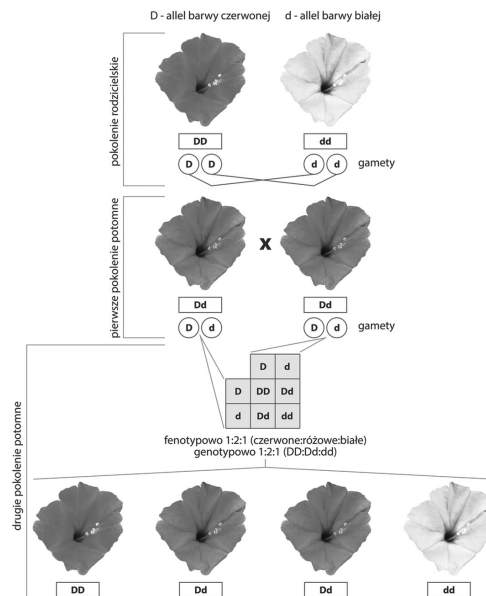 D - allel barwy czerwonej d - allel barwy białej
pokolenie rodzicielskie
DD dd
D D d d gamety
pierwsze pokolenie potomne
x
Dd Dd
D d D d gamety
drugie pokolenie potomne
D d
D DD Dd
d Dd dd
fenotypowo 1:2:1 (czerwone:różowe:białe)
genotypowo 1:2:1 (DD:Dd:dd)
DD Dd Dd dd